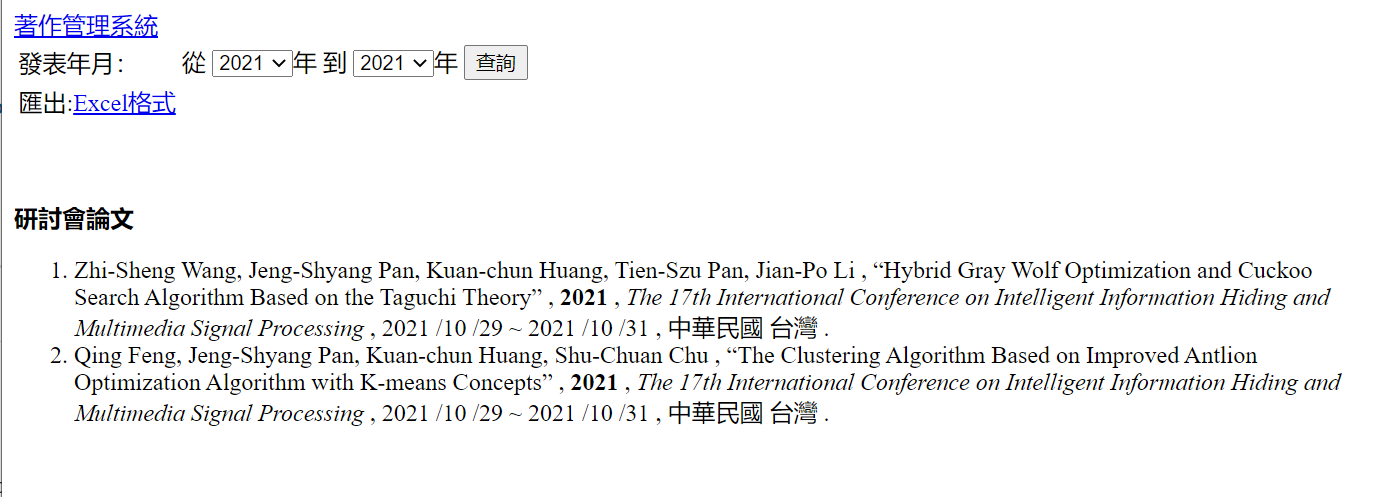 著作管理系統
發表年月： 從 2021 年 到 2021 年 查詢
匯出:Excel格式
研討會論文
1. Zhi-Sheng Wang, Jeng-Shyang Pan, Kuan-chun Huang, Tien-Szu Pan, Jian-Po Li , “Hybrid Gray Wolf Optimization and Cuckoo
Search Algorithm Based on the Taguchi Theory” , 2021 , The 17th International Conference on Intelligent Information Hiding and
Multimedia Signal Processing , 2021 /10 /29 ~ 2021 /10 /31 , 中華民國 台灣 .
2. Qing Feng, Jeng-Shyang Pan, Kuan-chun Huang, Shu-Chuan Chu , “The Clustering Algorithm Based on Improved Antlion
Optimization Algorithm with K-means Concepts” , 2021 , The 17th International Conference on Intelligent Information Hiding and
Multimedia Signal Processing , 2021 /10 /29 ~ 2021 /10 /31 , 中華民國 台灣 .